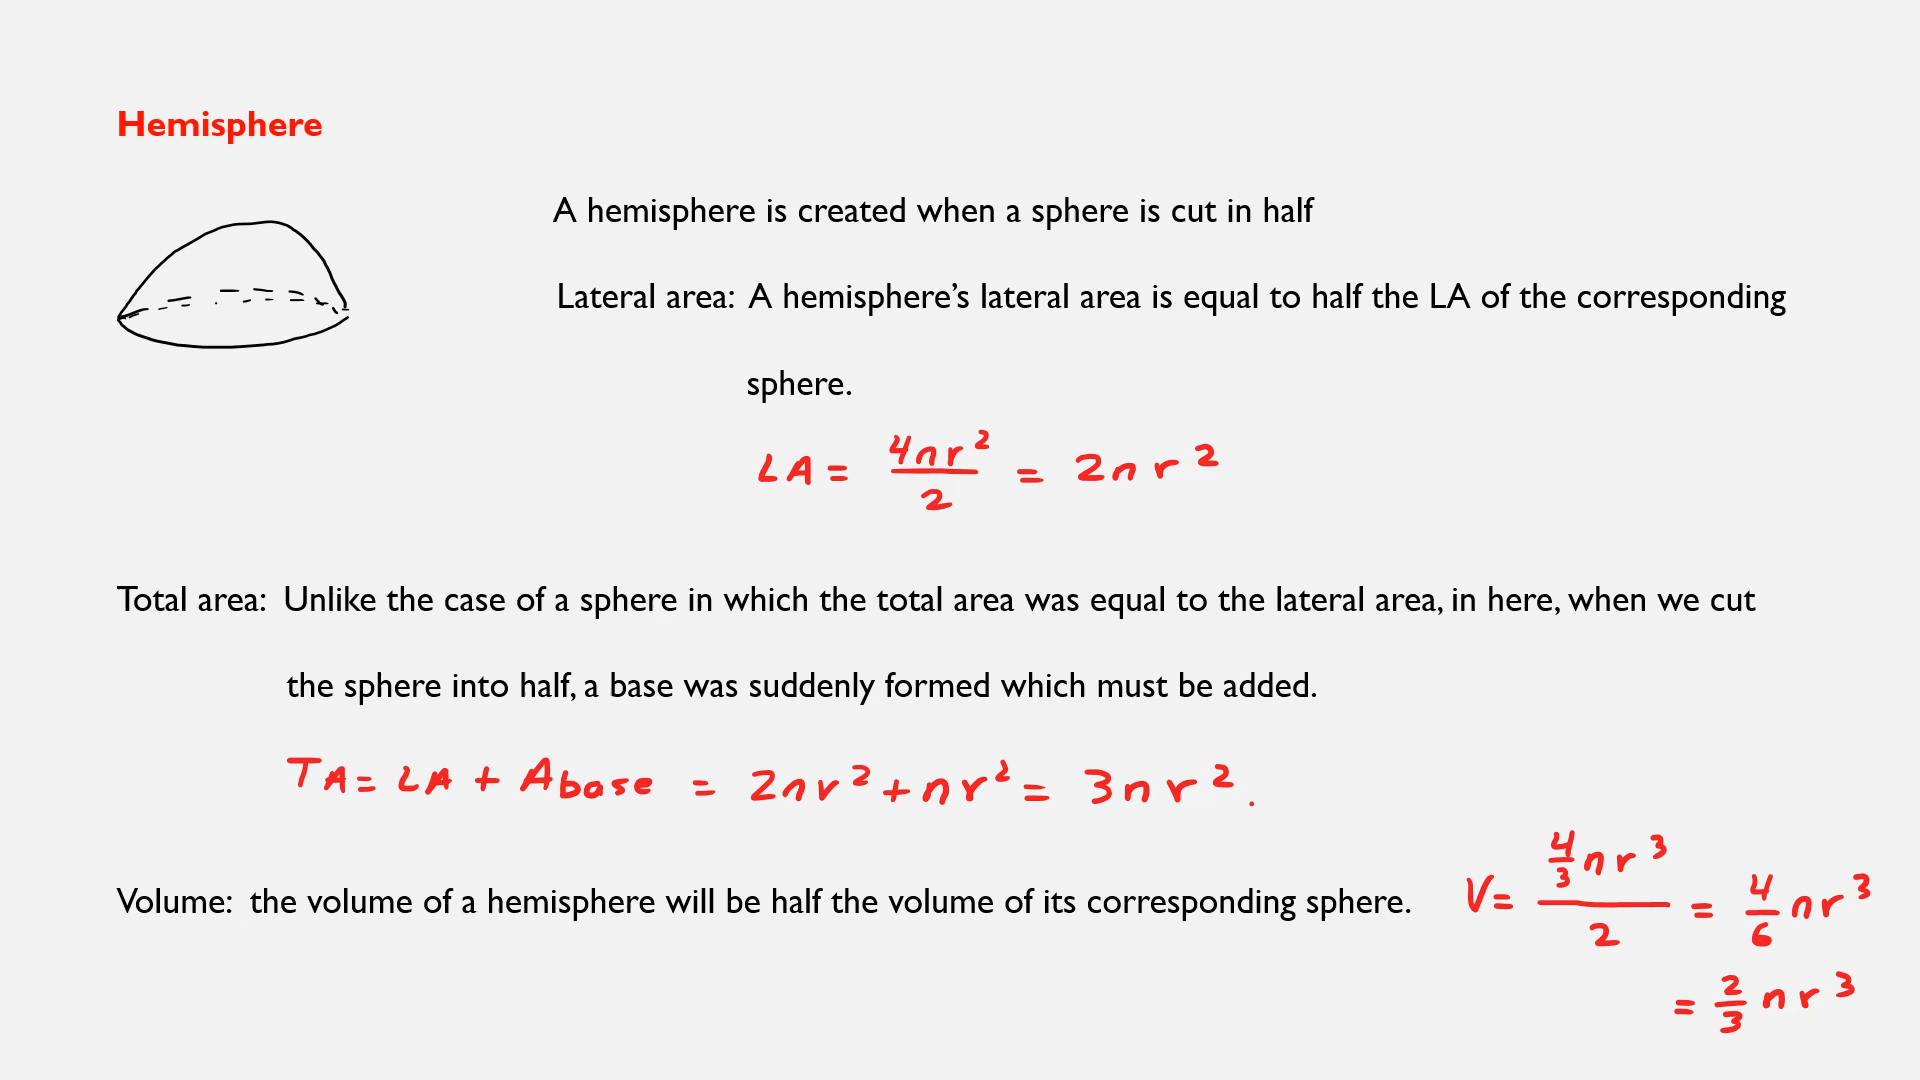 Hemisphere
A hemisphere is created when a sphere is cut in half
Lateral area: A hemisphere’s lateral area is equal to half the LA of the corresponding
sphere.
LA = 4πr²/2 = 2πr²
Total area: Unlike the case of a sphere in which the total area was equal to the lateral area, in here, when we cut
the sphere into half, a base was suddenly formed which must be added.
TA = LA + Abase = 2πr² + πr² = 3πr².
Volume: the volume of a hemisphere will be half the volume of its corresponding sphere. V = (4/3 πr³)/2 = 4/6 πr³
= 2/3 πr³